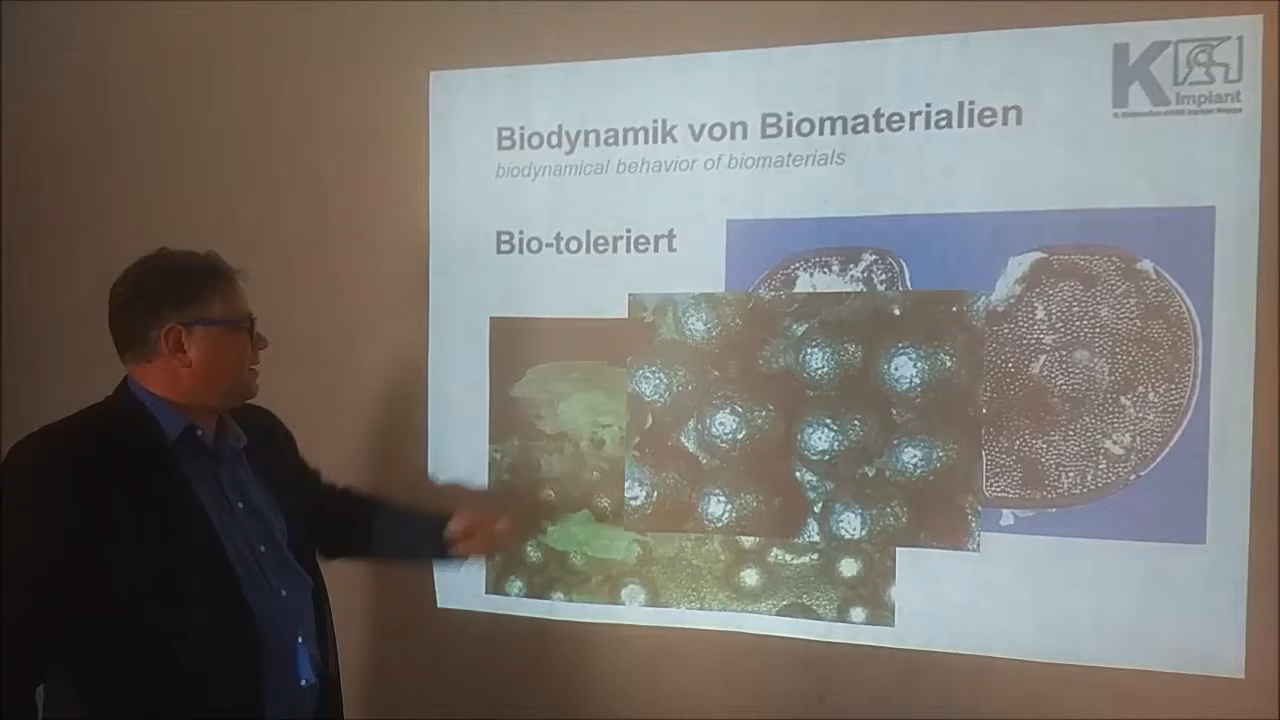 K
Implant
Biodynamik von Biomaterialien
biodynamical behavior of biomaterials
Bio-toleriert